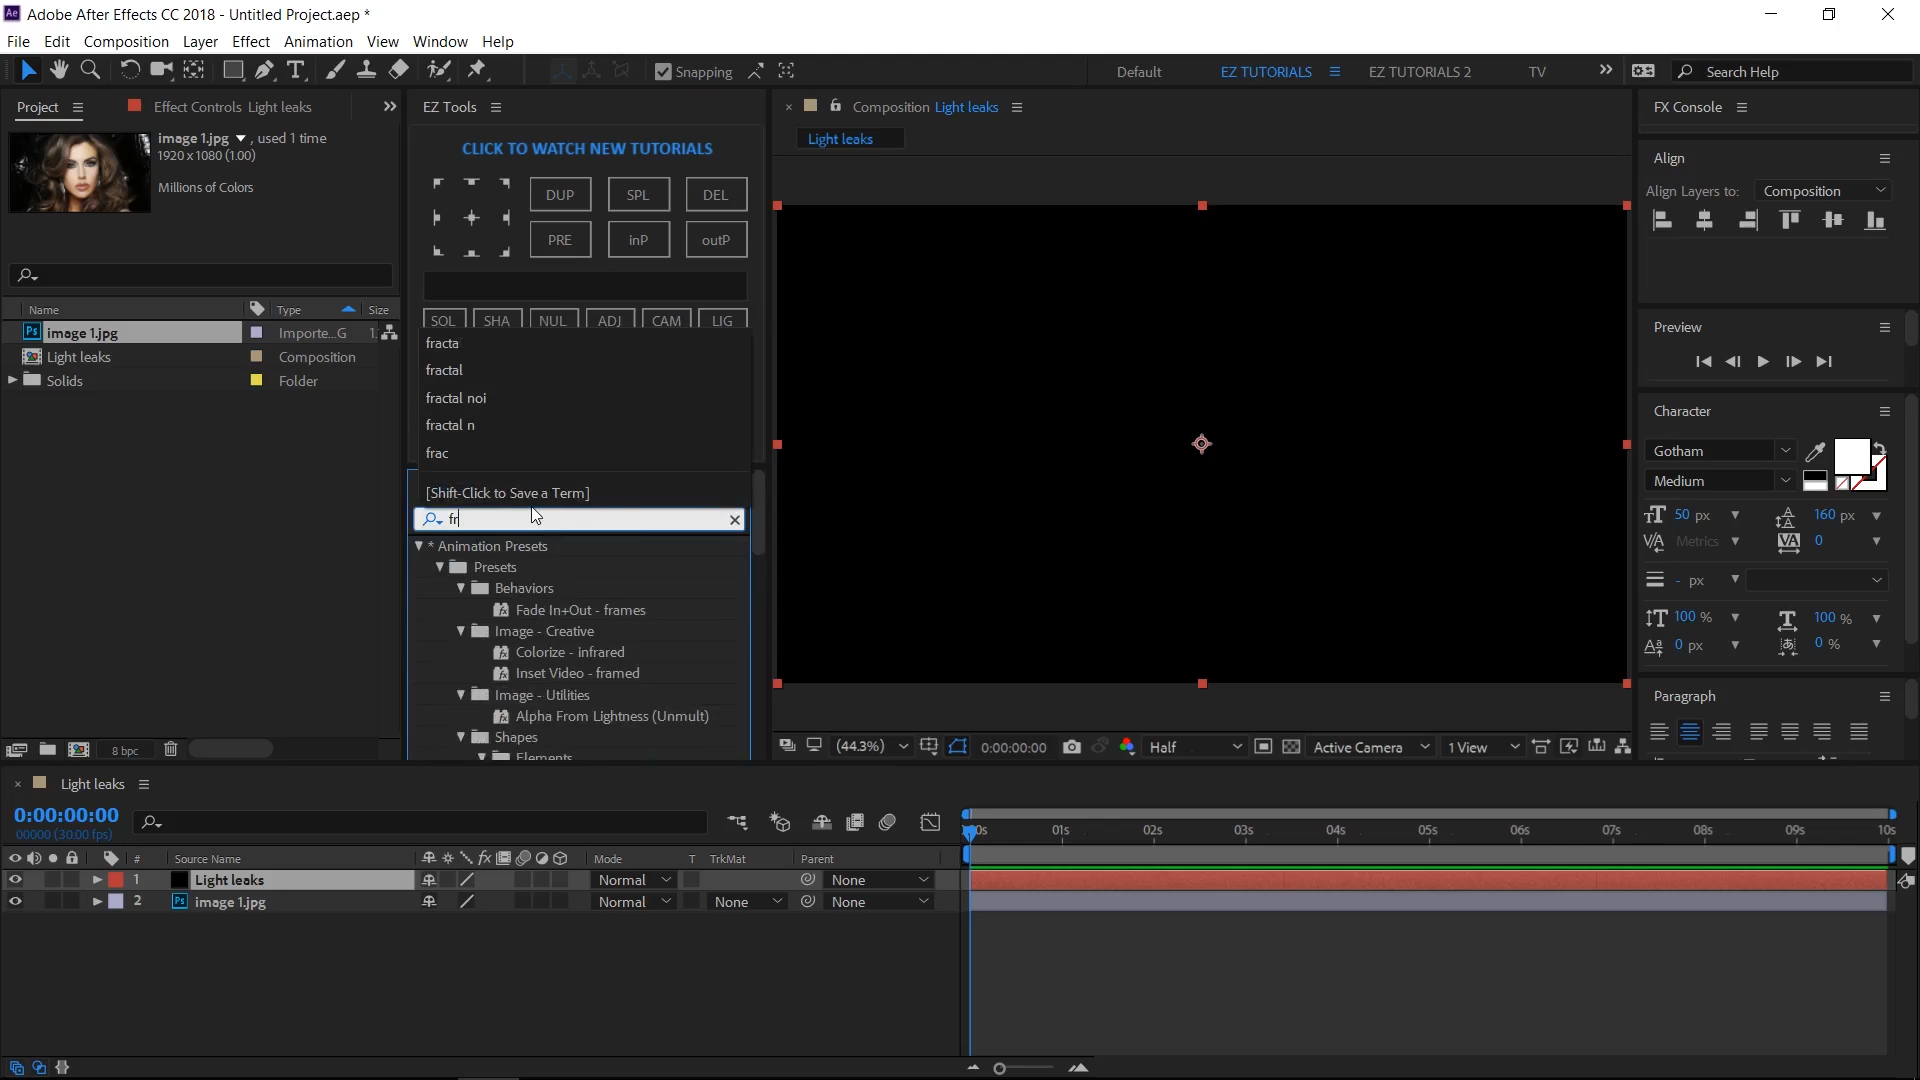 Ae Adobe After Effects CC 2018 - Untitled Project.aep *
File Edit Composition Layer Effect Animation View Window Help
Snapping Default EZ TUTORIALS EZ TUTORIALS 2 TV Search Help
Project Effect Controls Light leaks
image 1.jpg , used 1 time
1920 x 1080 (1.00)
Millions of Colors
Name Type Size
image 1.jpg Importe...G 1.
Light leaks Composition
Solids Folder
8 bpc
EZ Tools
CLICK TO WATCH NEW TUTORIALS
DUP SPL DEL
PRE inP outP
SOL SHA NUL ADJ CAM LIG
fracta
fractal
fractal noi
fractal n
frac
[Shift-Click to Save a Term]
fr
* Animation Presets
Presets
Behaviors
Fade In+Out - frames
Image - Creative
Colorize - infrared
Inset Video - framed
Image - Utilities
Alpha From Lightness (Unmult)
Shapes
Elements
Composition Light leaks
Light leaks
(44.3%) 0:00:00:00 Half Active Camera 1 View
FX Console
Align
Align Layers to: Composition
Preview
Character
Gotham
Medium
50 px 160 px
Metrics 0
- px
100 % 100 %
0 px 0 %
Paragraph
Light leaks
0:00:00:00
00000 (30.00 fps)
# Source Name Mode T TrkMat Parent
1 Light leaks Normal None
2 image 1.jpg Normal None None
0s 01s 02s 03s 04s 05s 06s 07s 08s 09s 10s